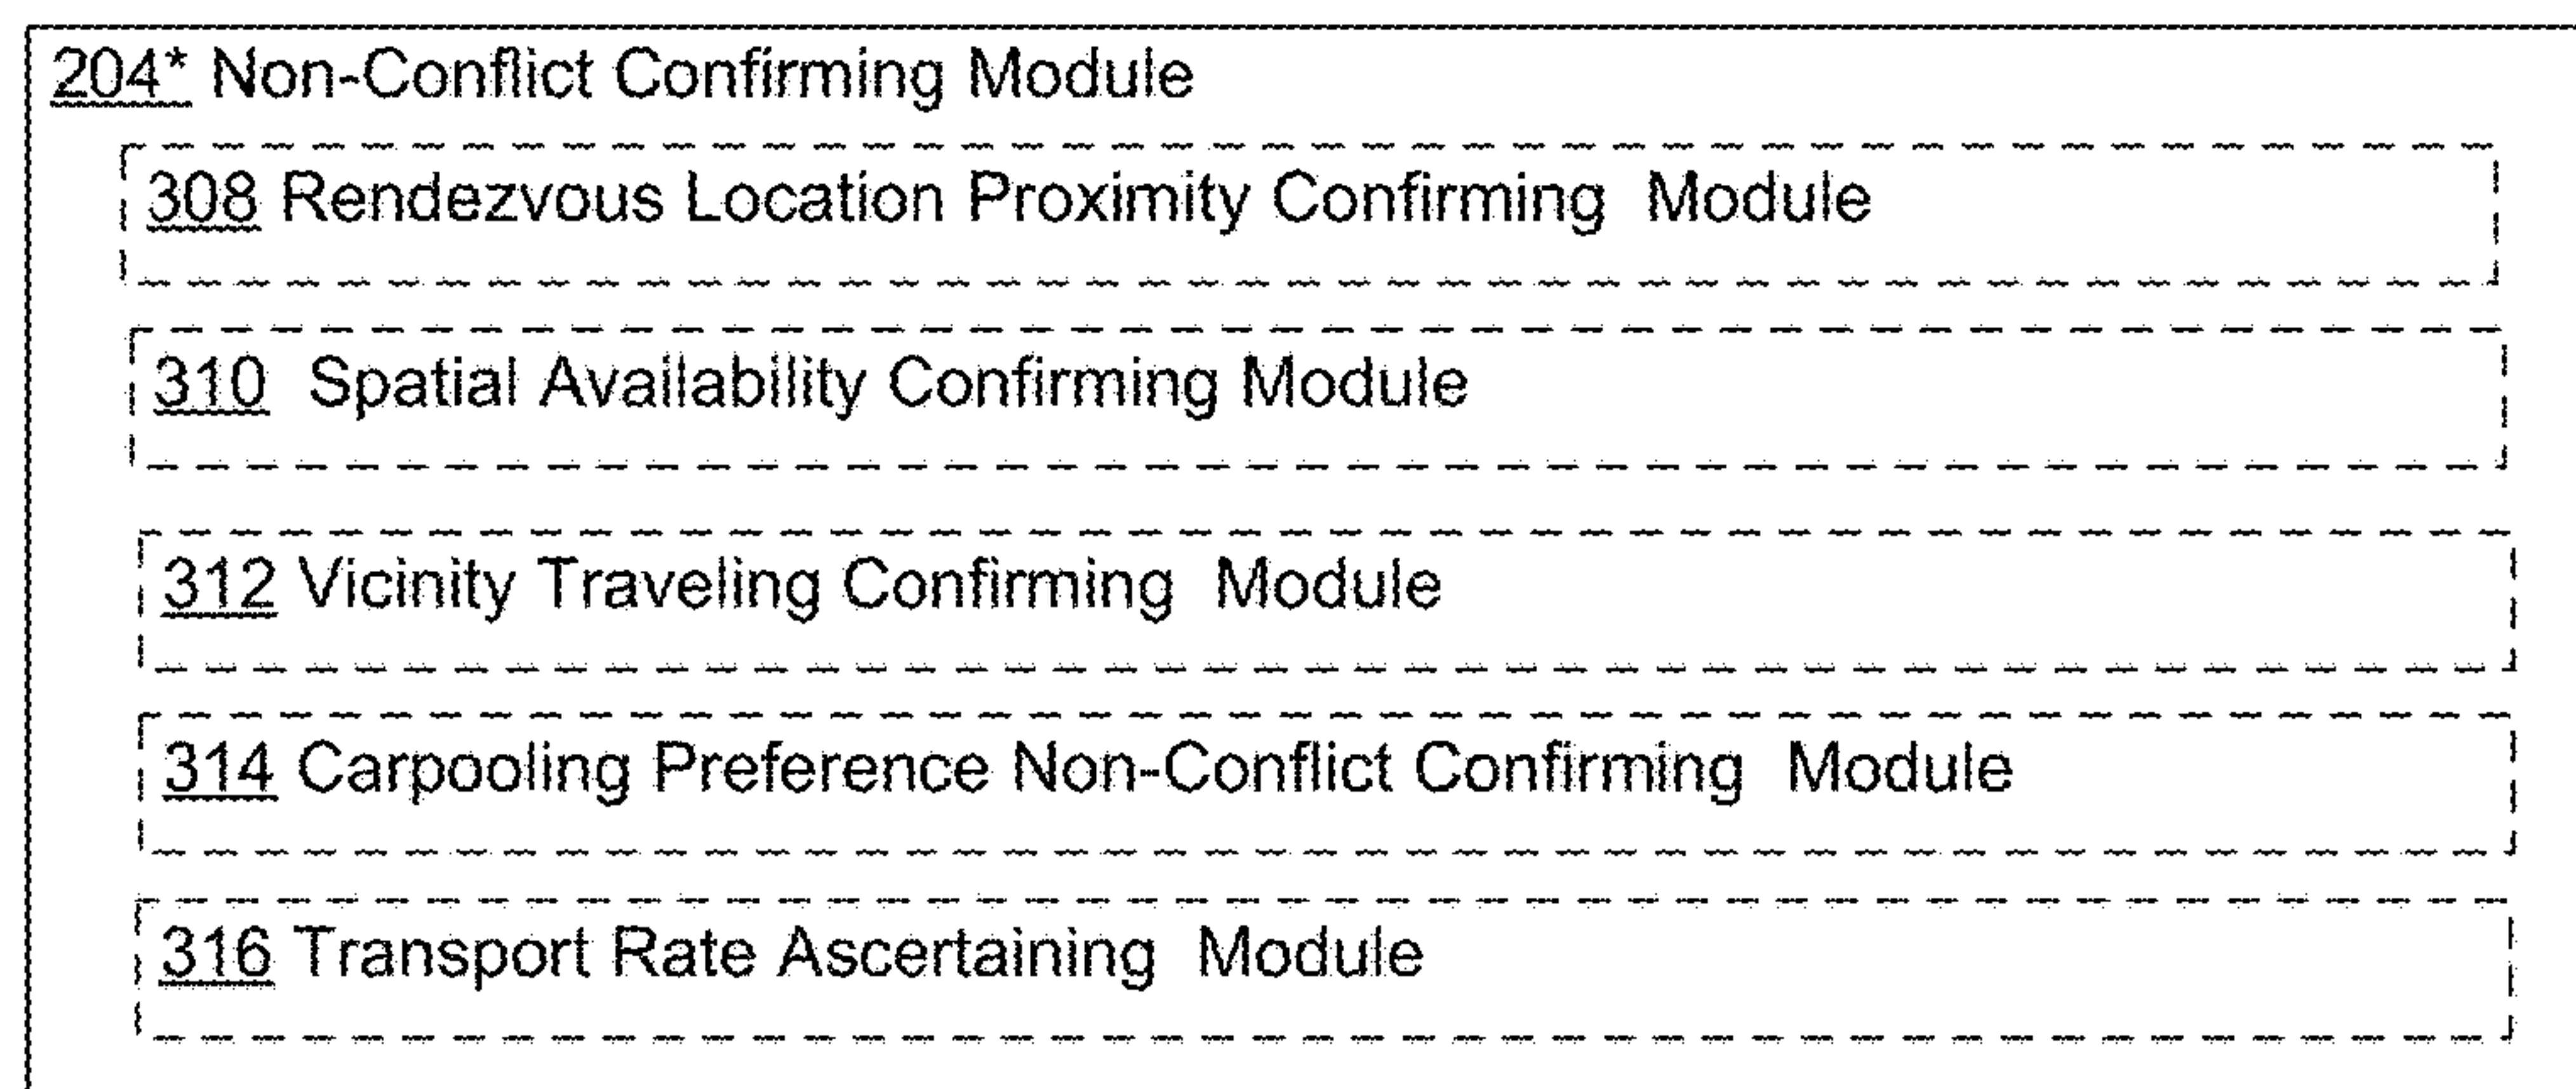 204* Non-Conflict Confirming Module
308 Rendezvous Location Proximity Confirming Module
310 Spatial Availability Confirming Module
312 Vicinity Traveling Confirming Module
314 Carpooling Preference Non-Conflict Confirming Module
316 Transport Rate Ascertaining Module